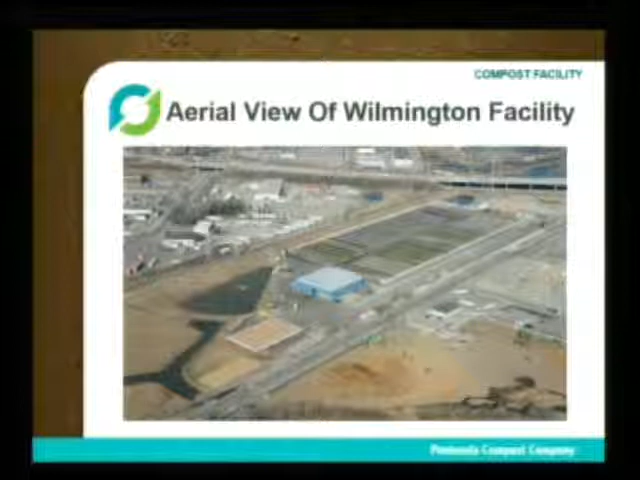 COMPOST FACILITY
Aerial View Of Wilmington Facility
Peninsula Compost Company